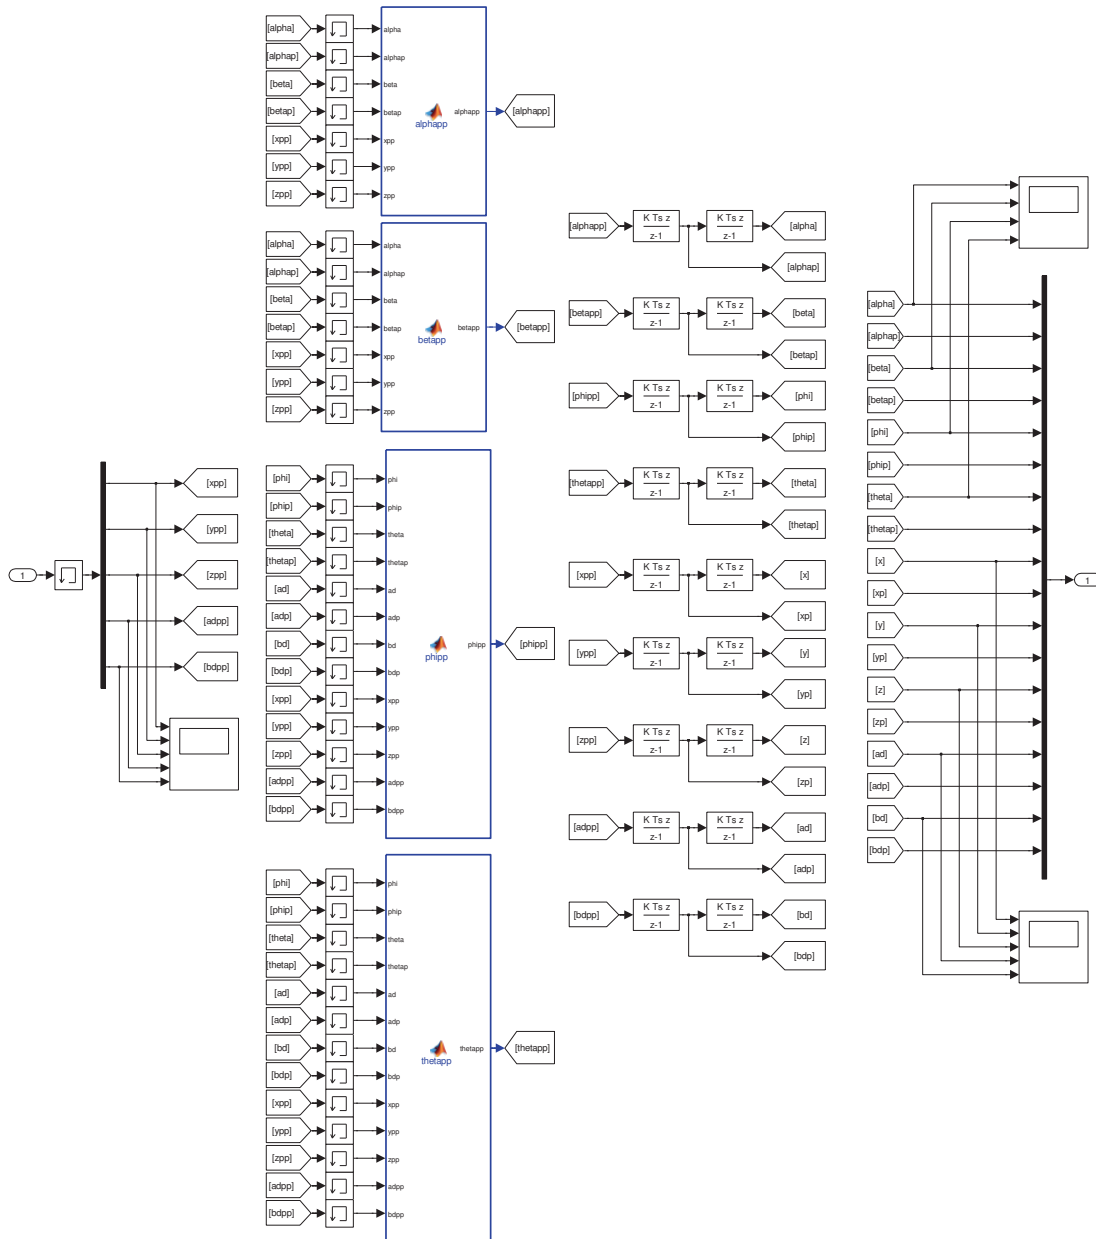 1
[xpp]
[ypp]
[zpp]
[adpp]
[bdpp]
[alpha] alpha
[alphap] alphap
[beta] beta
[betap] betap
[xpp] xpp
[ypp] ypp
[zpp] zpp
alphapp
alphapp
[alphapp]
[alpha] alpha
[alphap] alphap
[beta] beta
[betap] betap
[xpp] xpp
[ypp] ypp
[zpp] zpp
betapp
betapp
[betapp]
[phi] phi
[phip] phip
[theta] theta
[thetap] thetap
[ad] ad
[adp] adp
[bd] bd
[bdp] bdp
[xpp] xpp
[ypp] ypp
[zpp] zpp
[adpp] adpp
[bdpp] bdpp
phipp
phipp
[phipp]
[phi] phi
[phip] phip
[theta] theta
[thetap] thetap
[ad] ad
[adp] adp
[bd] bd
[bdp] bdp
[xpp] xpp
[ypp] ypp
[zpp] zpp
[adpp] adpp
[bdpp] bdpp
thetapp
thetapp
[thetapp]
[alphapp] K Ts z K Ts z [alpha]
z-1 z-1
[alphap]
[betapp] K Ts z K Ts z [beta]
z-1 z-1
[betap]
[phipp] K Ts z K Ts z [phi]
z-1 z-1
[phip]
[thetapp] K Ts z K Ts z [theta]
z-1 z-1
[thetap]
[xpp] K Ts z K Ts z [x]
z-1 z-1
[xp]
[ypp] K Ts z K Ts z [y]
z-1 z-1
[yp]
[zpp] K Ts z K Ts z [z]
z-1 z-1
[zp]
[adpp] K Ts z K Ts z [ad]
z-1 z-1
[adp]
[bdpp] K Ts z K Ts z [bd]
z-1 z-1
[bdp]
[alpha]
[alphap]
[beta]
[betap]
[phi]
[phip]
[theta]
[thetap]
[x]
[xp]
[y]
[yp]
[z]
[zp]
[ad]
[adp]
[bd]
[bdp]
1